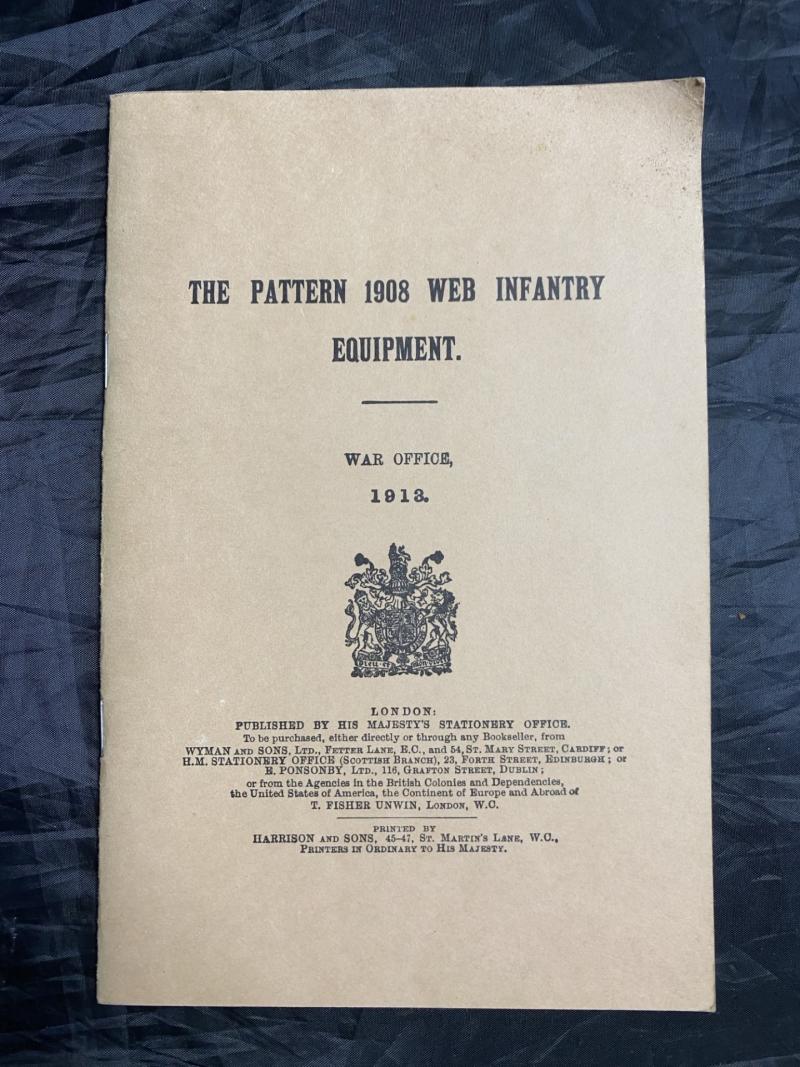 THE PATTERN 1908 WEB INFANTRY
EQUIPMENT.
WAR OFFICE,
1913.
LONDON:
PUBLISHED BY HIS MAJESTY'S STATIONERY OFFICE.
To be purchased, either directly or through any Bookseller, from
WYMAN AND SONS, LTD., FETTER LANE, E.C., and 54, ST. MARY STREET, CARDIFF; or
H.M. STATIONERY OFFICE (SCOTTISH BRANCH), 23, FORTH STREET, EDINBURGH; or
E. PONSONBY, LTD., 116, GRAFTON STREET, DUBLIN;
or from the Agencies in the British Colonies and Dependencies,
the United States of America, the Continent of Europe and Abroad of
T. FISHER UNWIN, LONDON, W.C.
PRINTED BY
HARRISON AND SONS, 45-47, ST. MARTIN'S LANE, W.C.,
PRINTERS IN ORDINARY TO HIS MAJESTY.